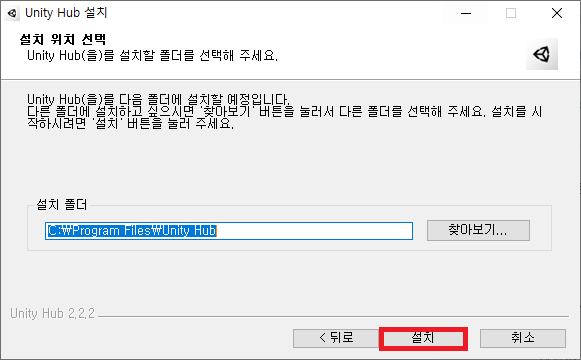 Unity Hub 설치
설치 위치 선택
Unity Hub(을)를 설치할 폴더를 선택해 주세요.
Unity Hub(을)를 다음 폴더에 설치할 예정입니다.
다른 폴더에 설치하고 싶으시면 '찾아보기' 버튼을 눌러서 다른 폴더를 선택해 주세요. 설치를 시
작하시려면 '설치' 버튼을 눌러 주세요.
설치 폴더
C:₩Program Files₩Unity Hub
찾아보기...
Unity Hub 2.2.2
< 뒤로
설치
취소